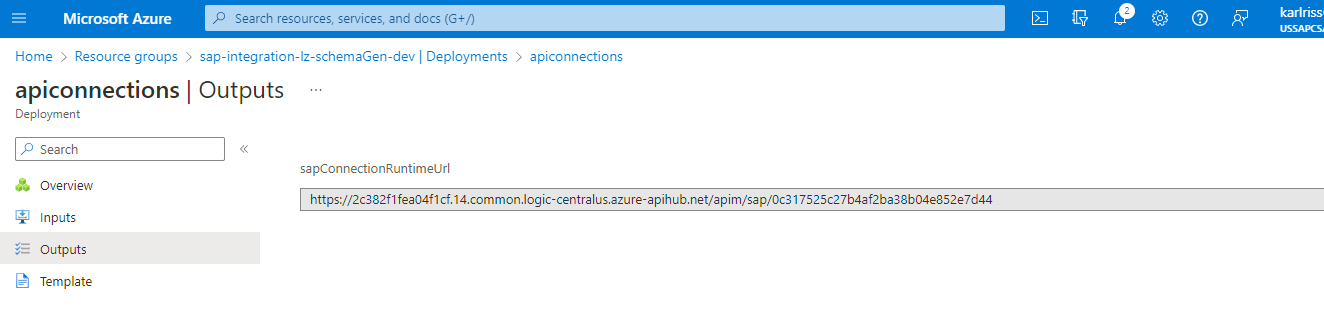 Microsoft Azure
Search resources, services, and docs (G+/)
2
karlriss
USSAPCSA
Home > Resource groups > sap-integration-lz-schemaGen-dev | Deployments > apiconnections
apiconnections | Outputs ...
Deployment
Search «
Overview
Inputs
Outputs
Template
sapConnectionRuntimeUrl
https://2c382f1fea04f1cf.14.common.logic-centralus.azure-apihub.net/apim/sap/0c317525c27b4af2ba38b04e852e7d44